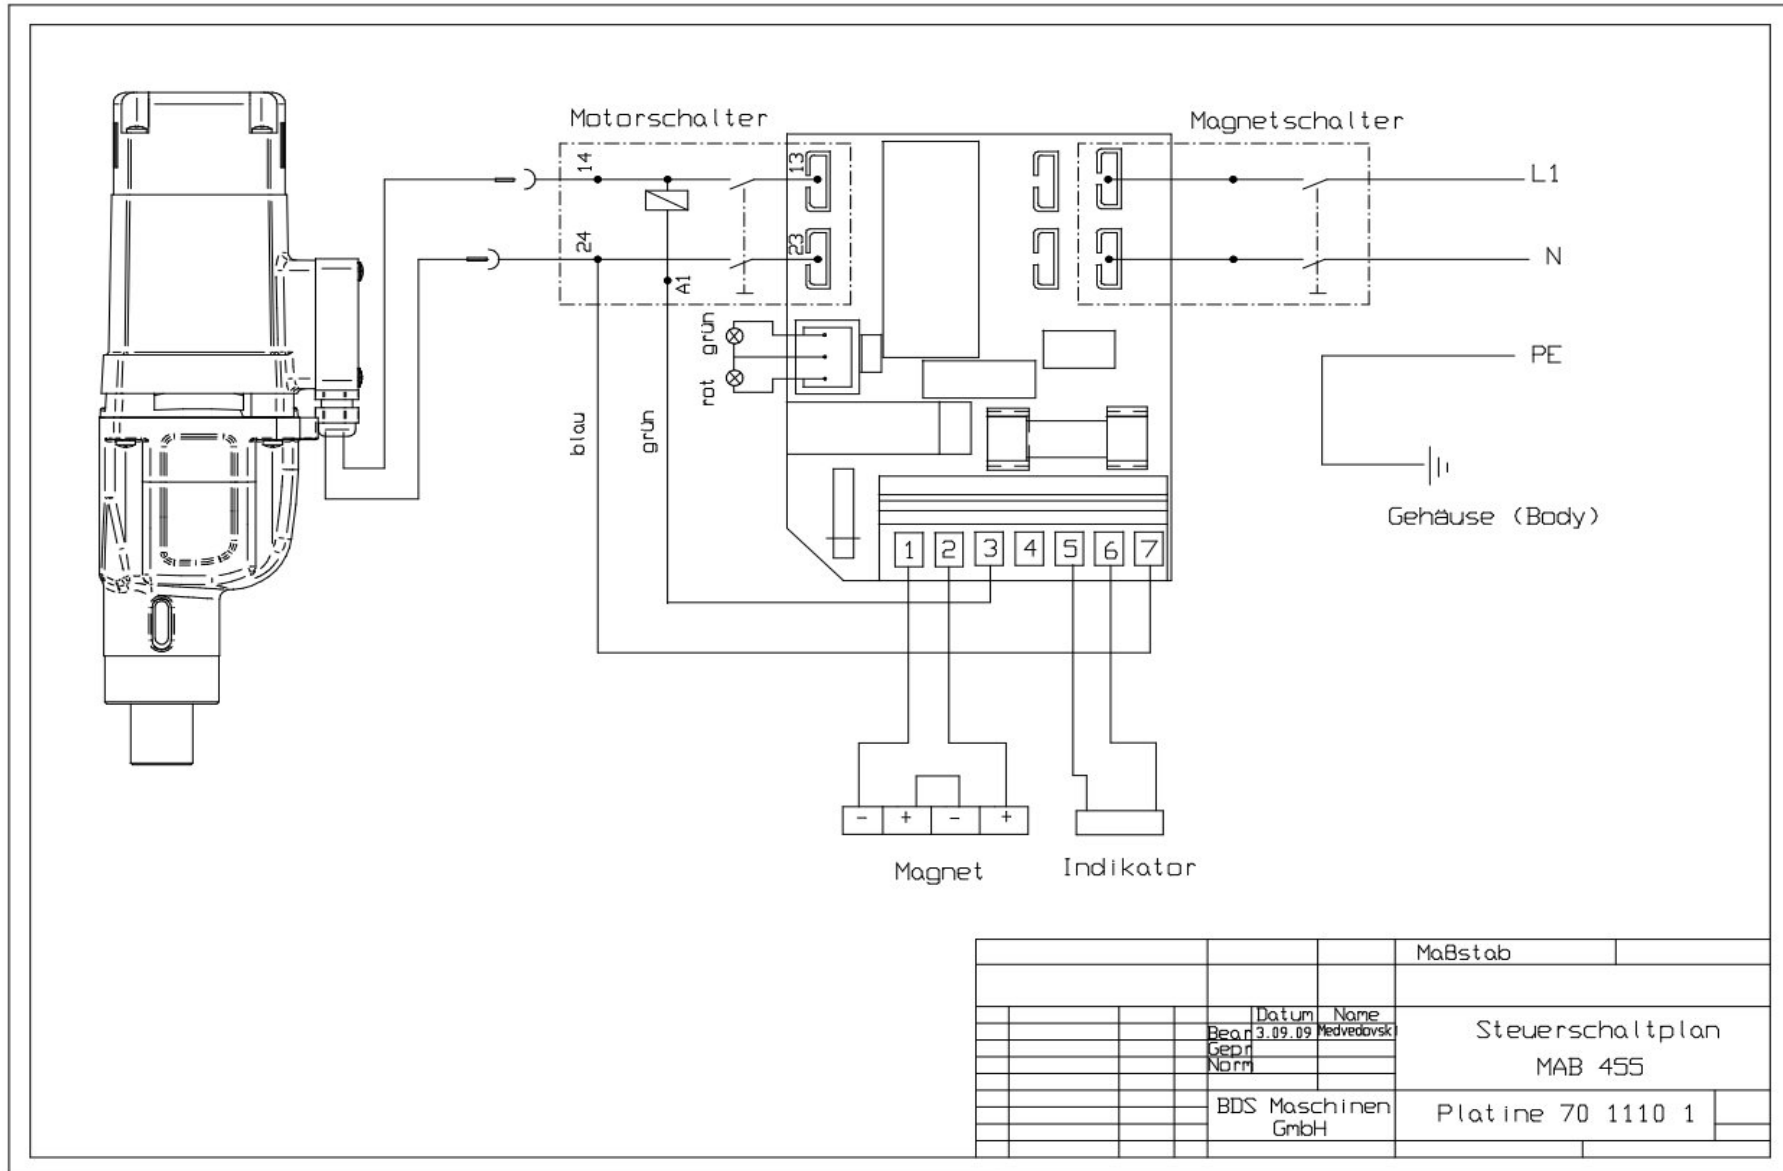 Motorschalter
Magnetschalter
14
13
L1
24
23
N
A1
grün
rot
PE
blau
grün
Gehäuse (Body)
1 2 3 4 5 6 7
- + - +
Magnet
Indikator
Maßstab
Datum Name
Bear 3.09.09 Medvedovski
Gepr
Norm
Steuerschaltplan
MAB 455
BDS Maschinen
GmbH
Platine 70 1110 1